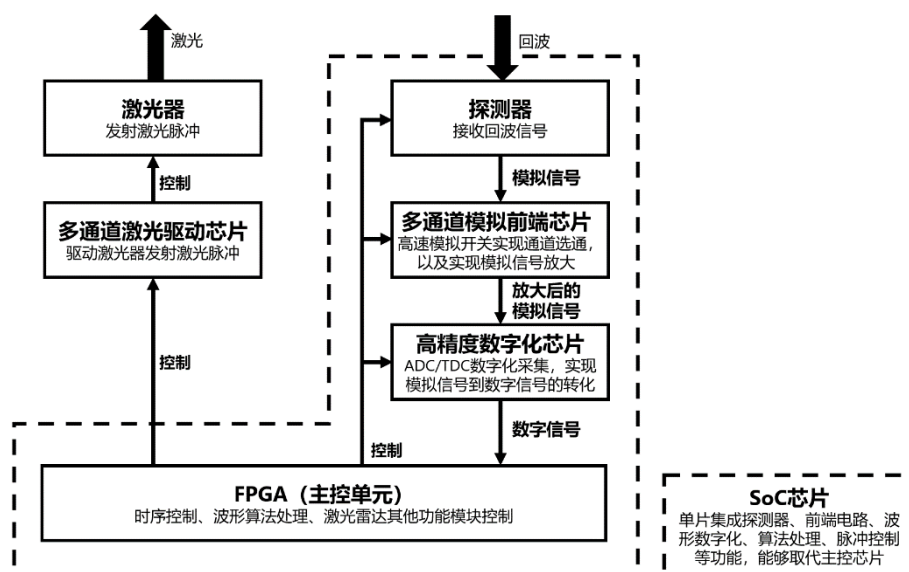 激光
回波
激光器
发射激光脉冲
探测器
接收回波信号
控制
模拟信号
多通道激光驱动芯片
驱动激光器发射激光脉冲
多通道模拟前端芯片
高速模拟开关实现通道选通，
以及实现模拟信号放大
放大后的
模拟信号
控制
高精度数字化芯片
ADC/TDC数字化采集，实现
模拟信号到数字信号的转化
控制
数字信号
FPGA（主控单元）
时序控制、波形算法处理、激光雷达其他功能模块控制
SoC芯片
单片集成探测器、前端电路、波
形数字化、算法处理、脉冲控制
等功能，能够取代主控芯片